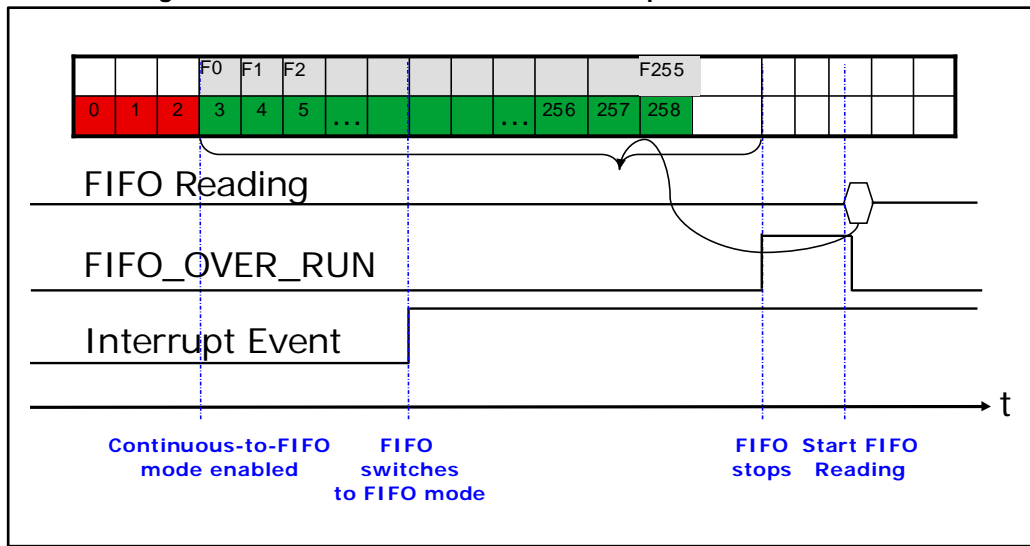 F0 F1 F2 F255
0 1 2 3 4 5 ... ... 256 257 258
FIFO Reading
FIFO_OVER_RUN
Interrupt Event
t
Continuous-to-FIFO
mode enabled
FIFO
switches
to FIFO mode
FIFO
stops
Start FIFO
Reading